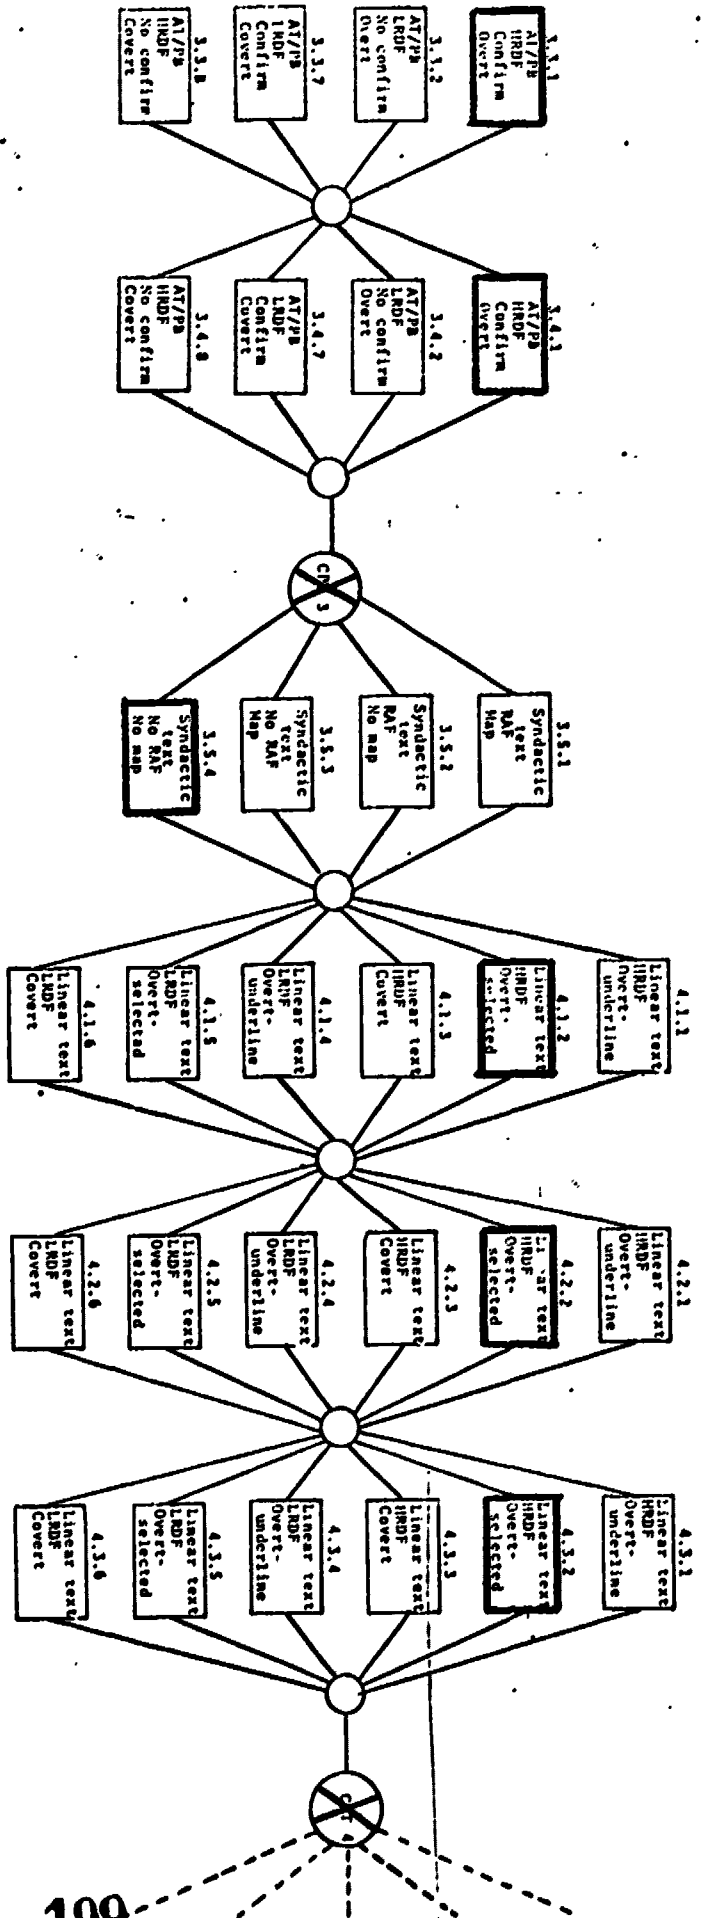 3.3.1
AT/PB
HRDF
Confirm
Overt
3.3.2
AT/PB
LRDF
No confirm
Overt
3.3.7
AT/PB
LRDF
Confirm
Covert
3.3.8
AT/PB
HRDF
No confirm
Covert
3.4.1
AT/PB
HRDF
Confirm
Overt
3.4.2
AT/PB
LRDF
No confirm
Overt
3.4.7
AT/PB
LRDF
Confirm
Covert
3.4.8
AT/PB
HRDF
No confirm
Covert
3
3.5.1
Syndactic
text
RAF
Map
3.5.2
Syndactic
text
RAF
No map
3.5.3
Syndactic
text
No RAF
Map
3.5.4
Syndactic
text
No RAF
No map
4.1.1
Linear text
HRDF
Overt-
underline
4.1.2
Linear text
HRDF
Overt-
selected
4.1.3
Linear text
HRDF
Covert
4.1.4
Linear text
LRDF
Overt-
underline
4.1.5
Linear text
LRDF
Overt-
selected
4.1.6
Linear text
LRDF
Covert
4.2.1
Linear text
HRDF
Overt-
underline
4.2.2
text
HRDF
Overt-
selected
4.2.3
Linear text
HRDF
Covert
4.2.4
Linear text
LRDF
Overt-
underline
4.2.5
Linear text
LRDF
Overt-
selected
4.2.6
Linear text
LRDF
Covert
4.3.1
Linear text
HRDF
Overt-
underline
4.3.2
Linear text
HRDF
Overt-
selected
4.3.3
Linear text
HRDF
Covert
4.3.4
Linear text
LRDF
Overt-
underline
4.3.5
Linear text
LRDF
Overt-
selected
4.3.6
Linear text
LRDF
Covert
4
109